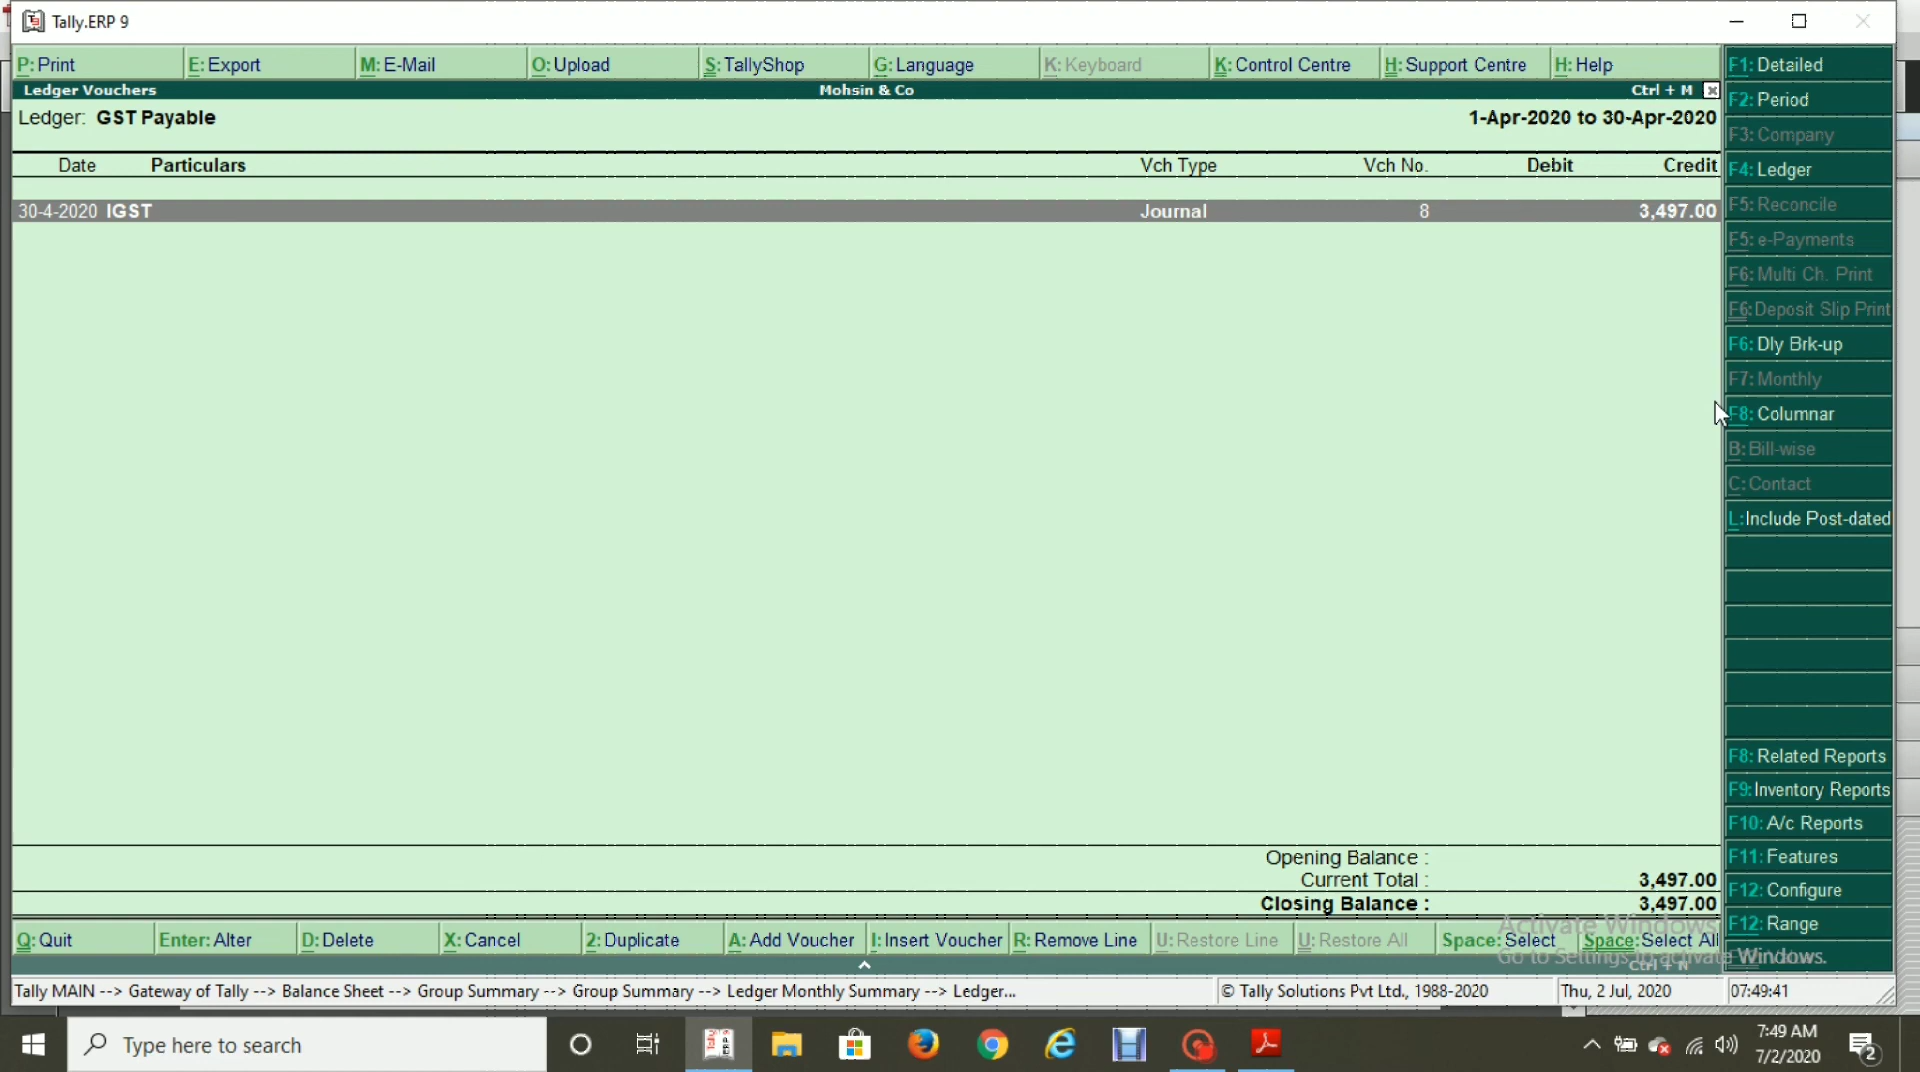 Tally.ERP 9
P: Print E: Export M: E-Mail O: Upload S: TallyShop G: Language K: Keyboard K: Control Centre H: Support Centre H: Help
Ledger Vouchers Mohsin & Co Ctrl + M
Ledger: GST Payable 1-Apr-2020 to 30-Apr-2020
Date Particulars Vch Type Vch No. Debit Credit
30-4-2020 IGST Journal 8 3,497.00
Opening Balance :
Current Total : 3,497.00
Closing Balance : 3,497.00
F1: Detailed
F2: Period
F3: Company
F4: Ledger
F5: Reconcile
F5: e-Payments
F6: Multi Ch. Print
F6: Deposit Slip Print
F6: Dly Brk-up
F7: Monthly
F8: Columnar
B: Bill-wise
C: Contact
L: Include Post-dated
F8: Related Reports
F9: Inventory Reports
F10: A/c Reports
F11: Features
F12: Configure
F12: Range
Activate Windows
Go to Settings to activate Windows.
Q: Quit Enter: Alter D: Delete X: Cancel 2: Duplicate A: Add Voucher I: Insert Voucher R: Remove Line U: Restore Line U: Restore All Space: Select Space: Select All
Ctrl + N
Tally MAIN --> Gateway of Tally --> Balance Sheet --> Group Summary --> Group Summary --> Ledger Monthly Summary --> Ledger... © Tally Solutions Pvt Ltd., 1988-2020 Thu, 2 Jul, 2020 07:49:41
Type here to search
7:49 AM
7/2/2020
2